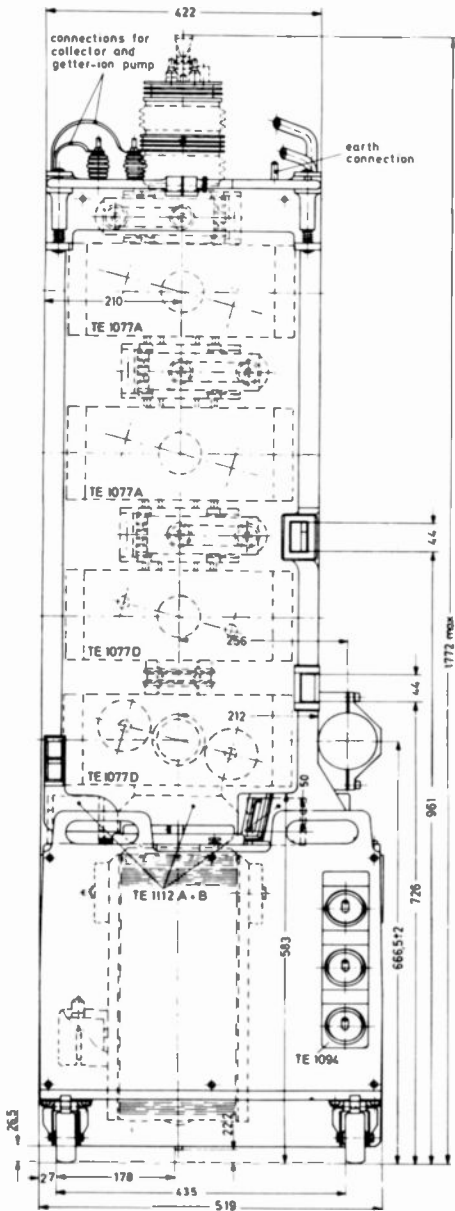 422
connections for
collector and
getter-ion pump
earth
connection
210
TE 1077A
TE 1077A
44
1772 max
TE 1077D
256
44
212
TE 1077D
50
961
726
666,5±2
TE 1112 A + B
583
TE 1094
26,5
222
27
178
435
519